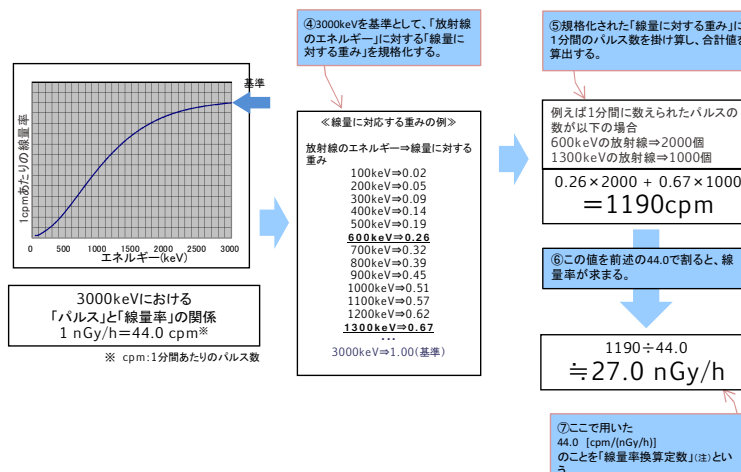 ④3000keVを基準として、「放射線
のエネルギー」に対する「線量に
対する重み」を規格化する。
⑤規格化された「線量に対する重み」に
1分間のパルス数を掛け算し、合計値を
算出する。
基準
1cpmあたりの線量率
0 500 1000 1500 2000 2500 3000
エネルギー(keV)
3000keVにおける
「パルス」と「線量率」の関係
1 nGy/h＝44.0 cpm※
※ cpm:1分間あたりのパルス数
≪線量に対応する重みの例≫
放射線のエネルギー⇒線量に対する
重み
100keV⇒0.02
200keV⇒0.05
300keV⇒0.09
400keV⇒0.14
500keV⇒0.19
600keV⇒0.26
700keV⇒0.32
800keV⇒0.39
900keV⇒0.45
1000keV⇒0.51
1100keV⇒0.57
1200keV⇒0.62
1300keV⇒0.67
…
3000keV⇒1.00(基準)
例えば1分間に数えられたパルスの
数が以下の場合
600keVの放射線⇒2000個
1300keVの放射線⇒1000個
0.26×2000 + 0.67×1000
＝1190cpm
⑥この値を前述の44.0で割ると、線
量率が求まる。
1190÷44.0
≒27.0 nGy/h
⑦ここで用いた
44.0 [cpm/(nGy/h)]
のことを「線量率換算定数」(注)とい
う